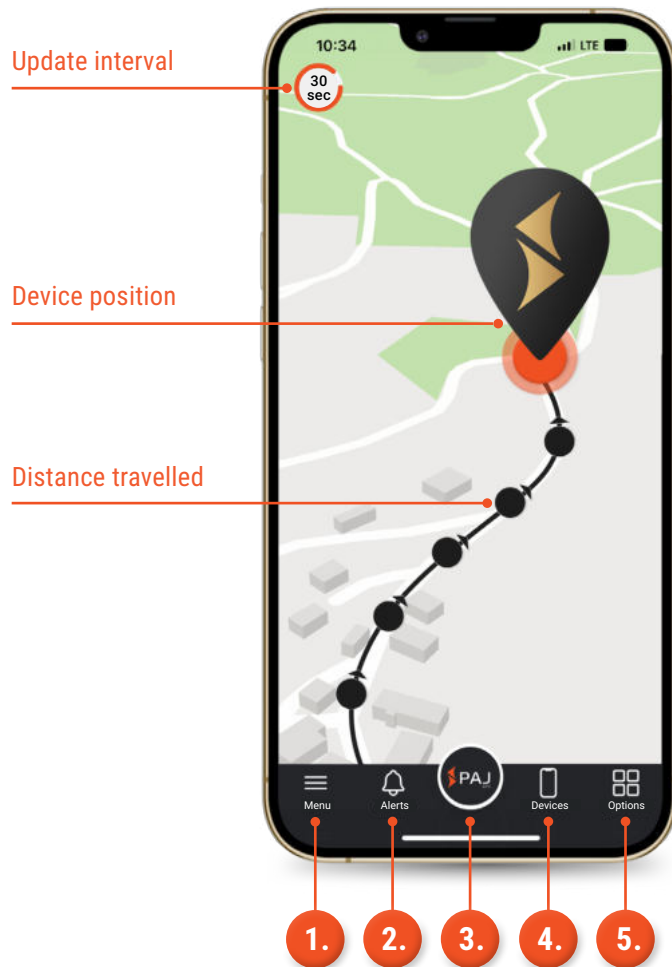 Update interval
10:34
LTE
30
sec
Device position
Distance travelled
PAJ
Menu
Alerts
Devices
Options
1.
2.
3.
4.
5.